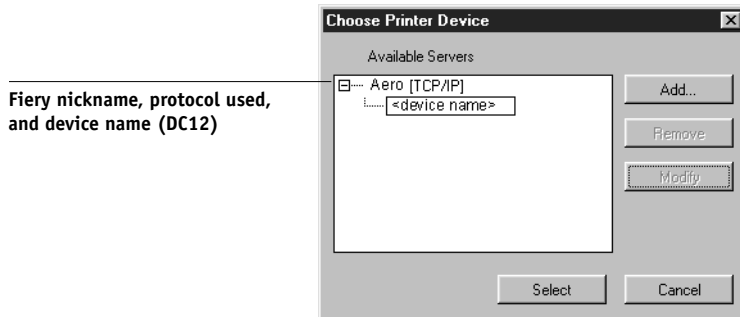 Choose Printer Device
Available Servers
Aero [TCP/IP]
<device name>
Fiery nickname, protocol used,
and device name (DC12)
Add...
Remove
Modify
Select
Cancel